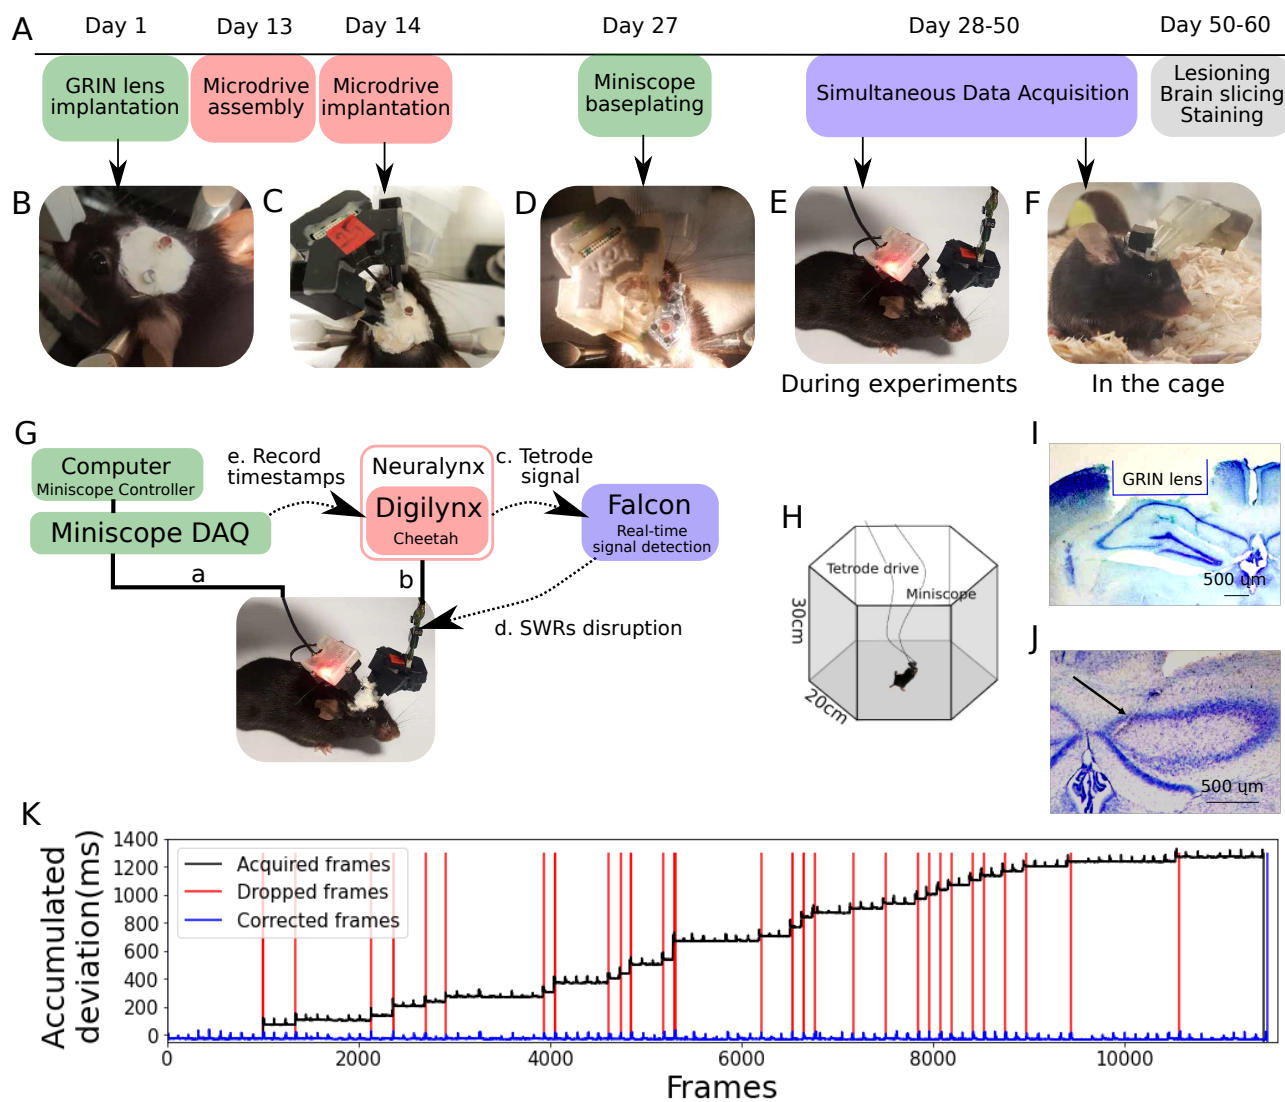 A
Day 1
Day 13
Day 14
Day 27
Day 28-50
Day 50-60
GRIN lens
implantation
Microdrive
assembly
Microdrive
implantation
Miniscope
baseplating
Simultaneous Data Acquisition
Lesioning
Brain slicing
Staining
B
C
D
E
F
During experiments
In the cage
G
Computer
Miniscope Controller
Miniscope DAQ
e. Record
timestamps
Neuralynx
Digilynx
Cheetah
c. Tetrode
signal
Falcon
Real-time
signal detection
a
b
d. SWRs disruption
H
Tetrode drive
Miniscope
30cm
20cm
I
GRIN lens
500 um
J
500 um
K
Accumulated
deviation(ms)
1400
1200
1000
800
600
400
200
0
Acquired frames
Dropped frames
Corrected frames
0
2000
4000
6000
8000
10000
Frames